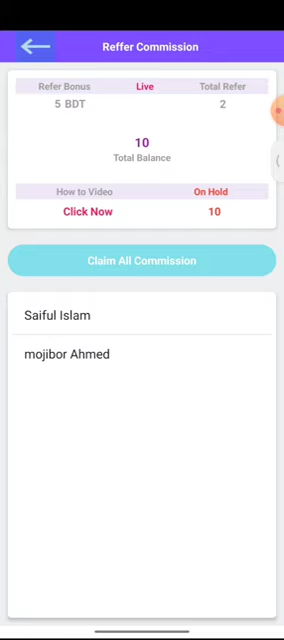 Reffer Commission
Refer Bonus Live Total Refer
5 BDT 2
10
Total Balance
How to Video On Hold
Click Now 10
Claim All Commission
Saiful Islam
mojibor Ahmed